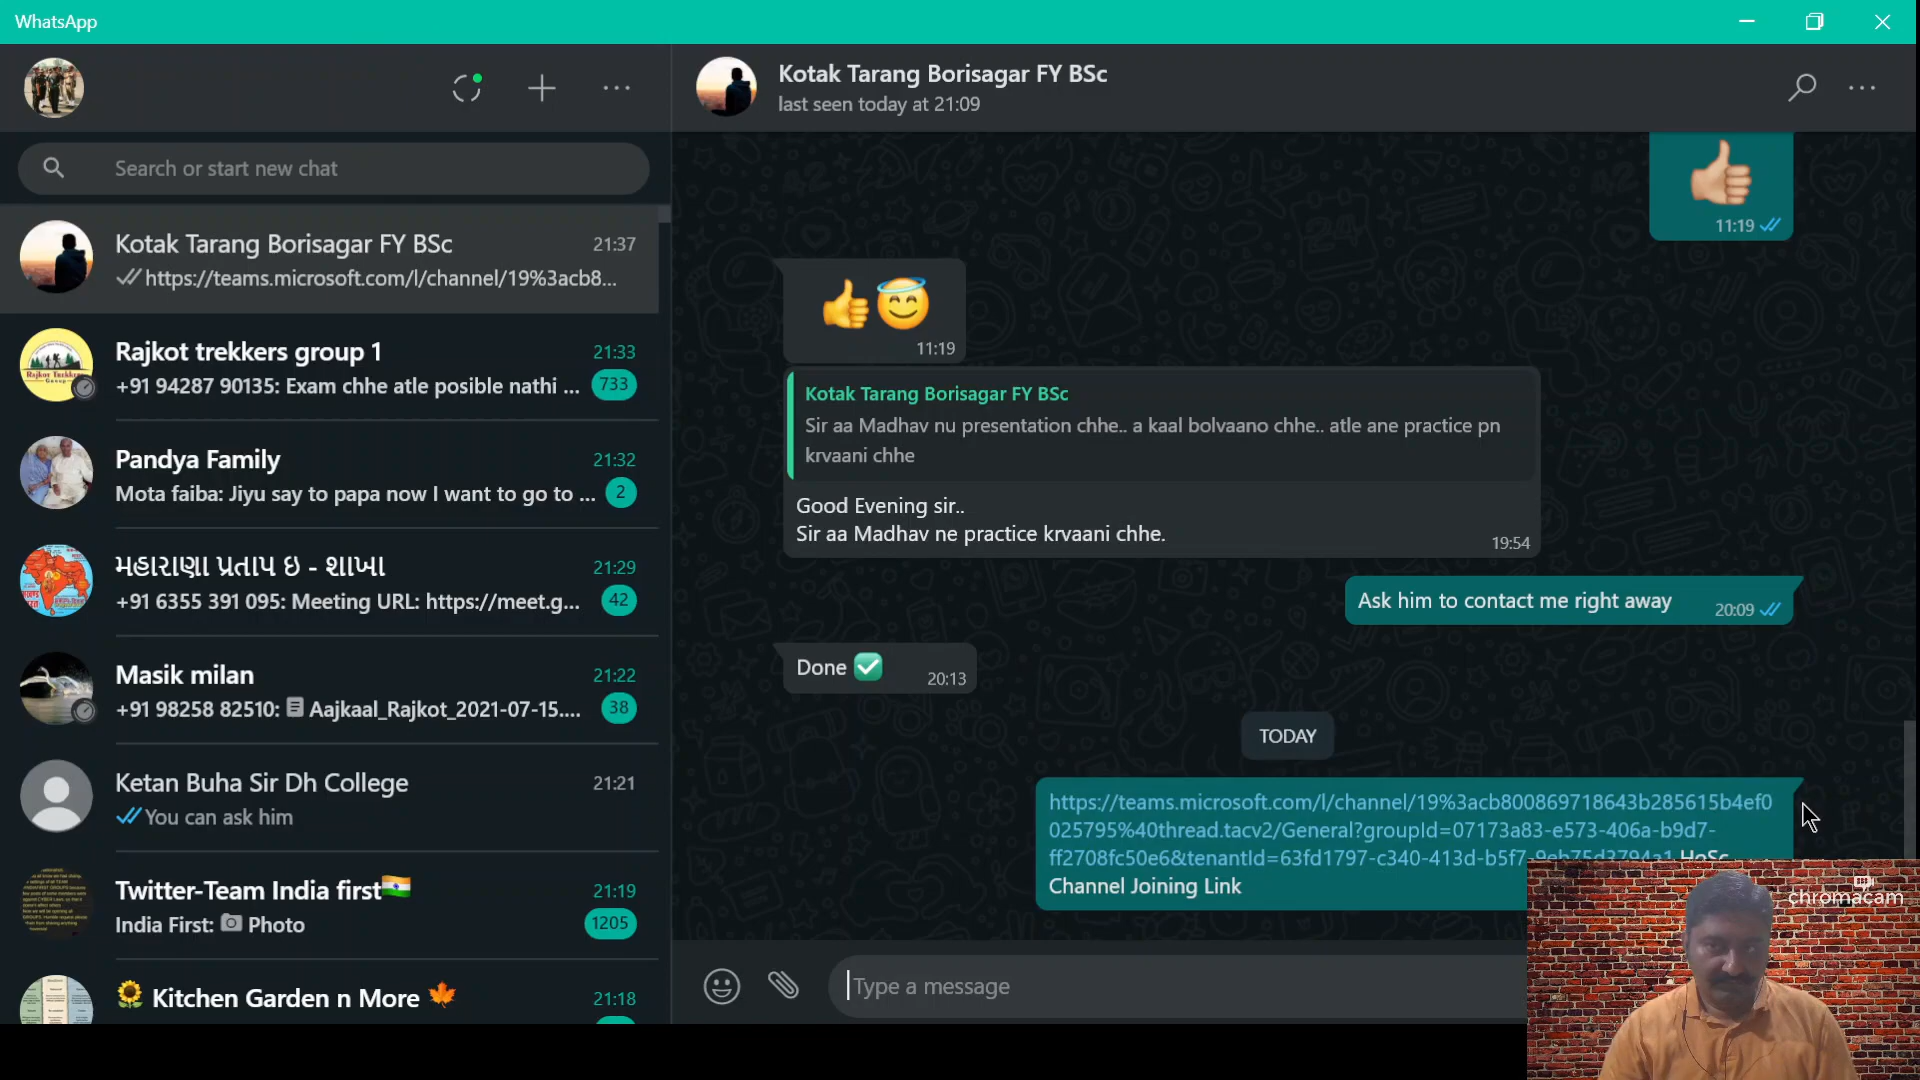 WhatsApp
Search or start new chat
Kotak Tarang Borisagar FY BSc
21:37
https://teams.microsoft.com/l/channel/19%3acb8...
Rajkot trekkers group 1
21:33
+91 94287 90135: Exam chhe atle posible nathi ...
733
Pandya Family
21:32
Mota faiba: Jiyu say to papa now I want to go to ...
2
મહારાણા પ્રતાપ ઇ - શાખા
21:29
+91 6355 391 095: Meeting URL: https://meet.g...
42
Masik milan
21:22
+91 98258 82510: Aajkaal_Rajkot_2021-07-15....
38
Ketan Buha Sir Dh College
21:21
You can ask him
Twitter-Team India first🇮🇳
21:19
India First: 📷 Photo
1205
🌻 Kitchen Garden n More 🍁
21:18
Kotak Tarang Borisagar FY BSc
last seen today at 21:09
👍🏼
11:19
👍😇
11:19
Kotak Tarang Borisagar FY BSc
Sir aa Madhav nu presentation chhe.. a kaal bolvaano chhe.. atle ane practice pn
krvaani chhe
Good Evening sir..
Sir aa Madhav ne practice krvaani chhe.
19:54
Ask him to contact me right away
20:09
Done ✅
20:13
TODAY
https://teams.microsoft.com/l/channel/19%3acb800869718643b285615b4ef0
025795%40thread.tacv2/General?groupId=07173a83-e573-406a-b9d7-
ff2708fc50e6&tenantId=63fd1797-c340-413d-b5f7-9eb75d3794a1 HoSc
Channel Joining Link
Type a message
chromacam